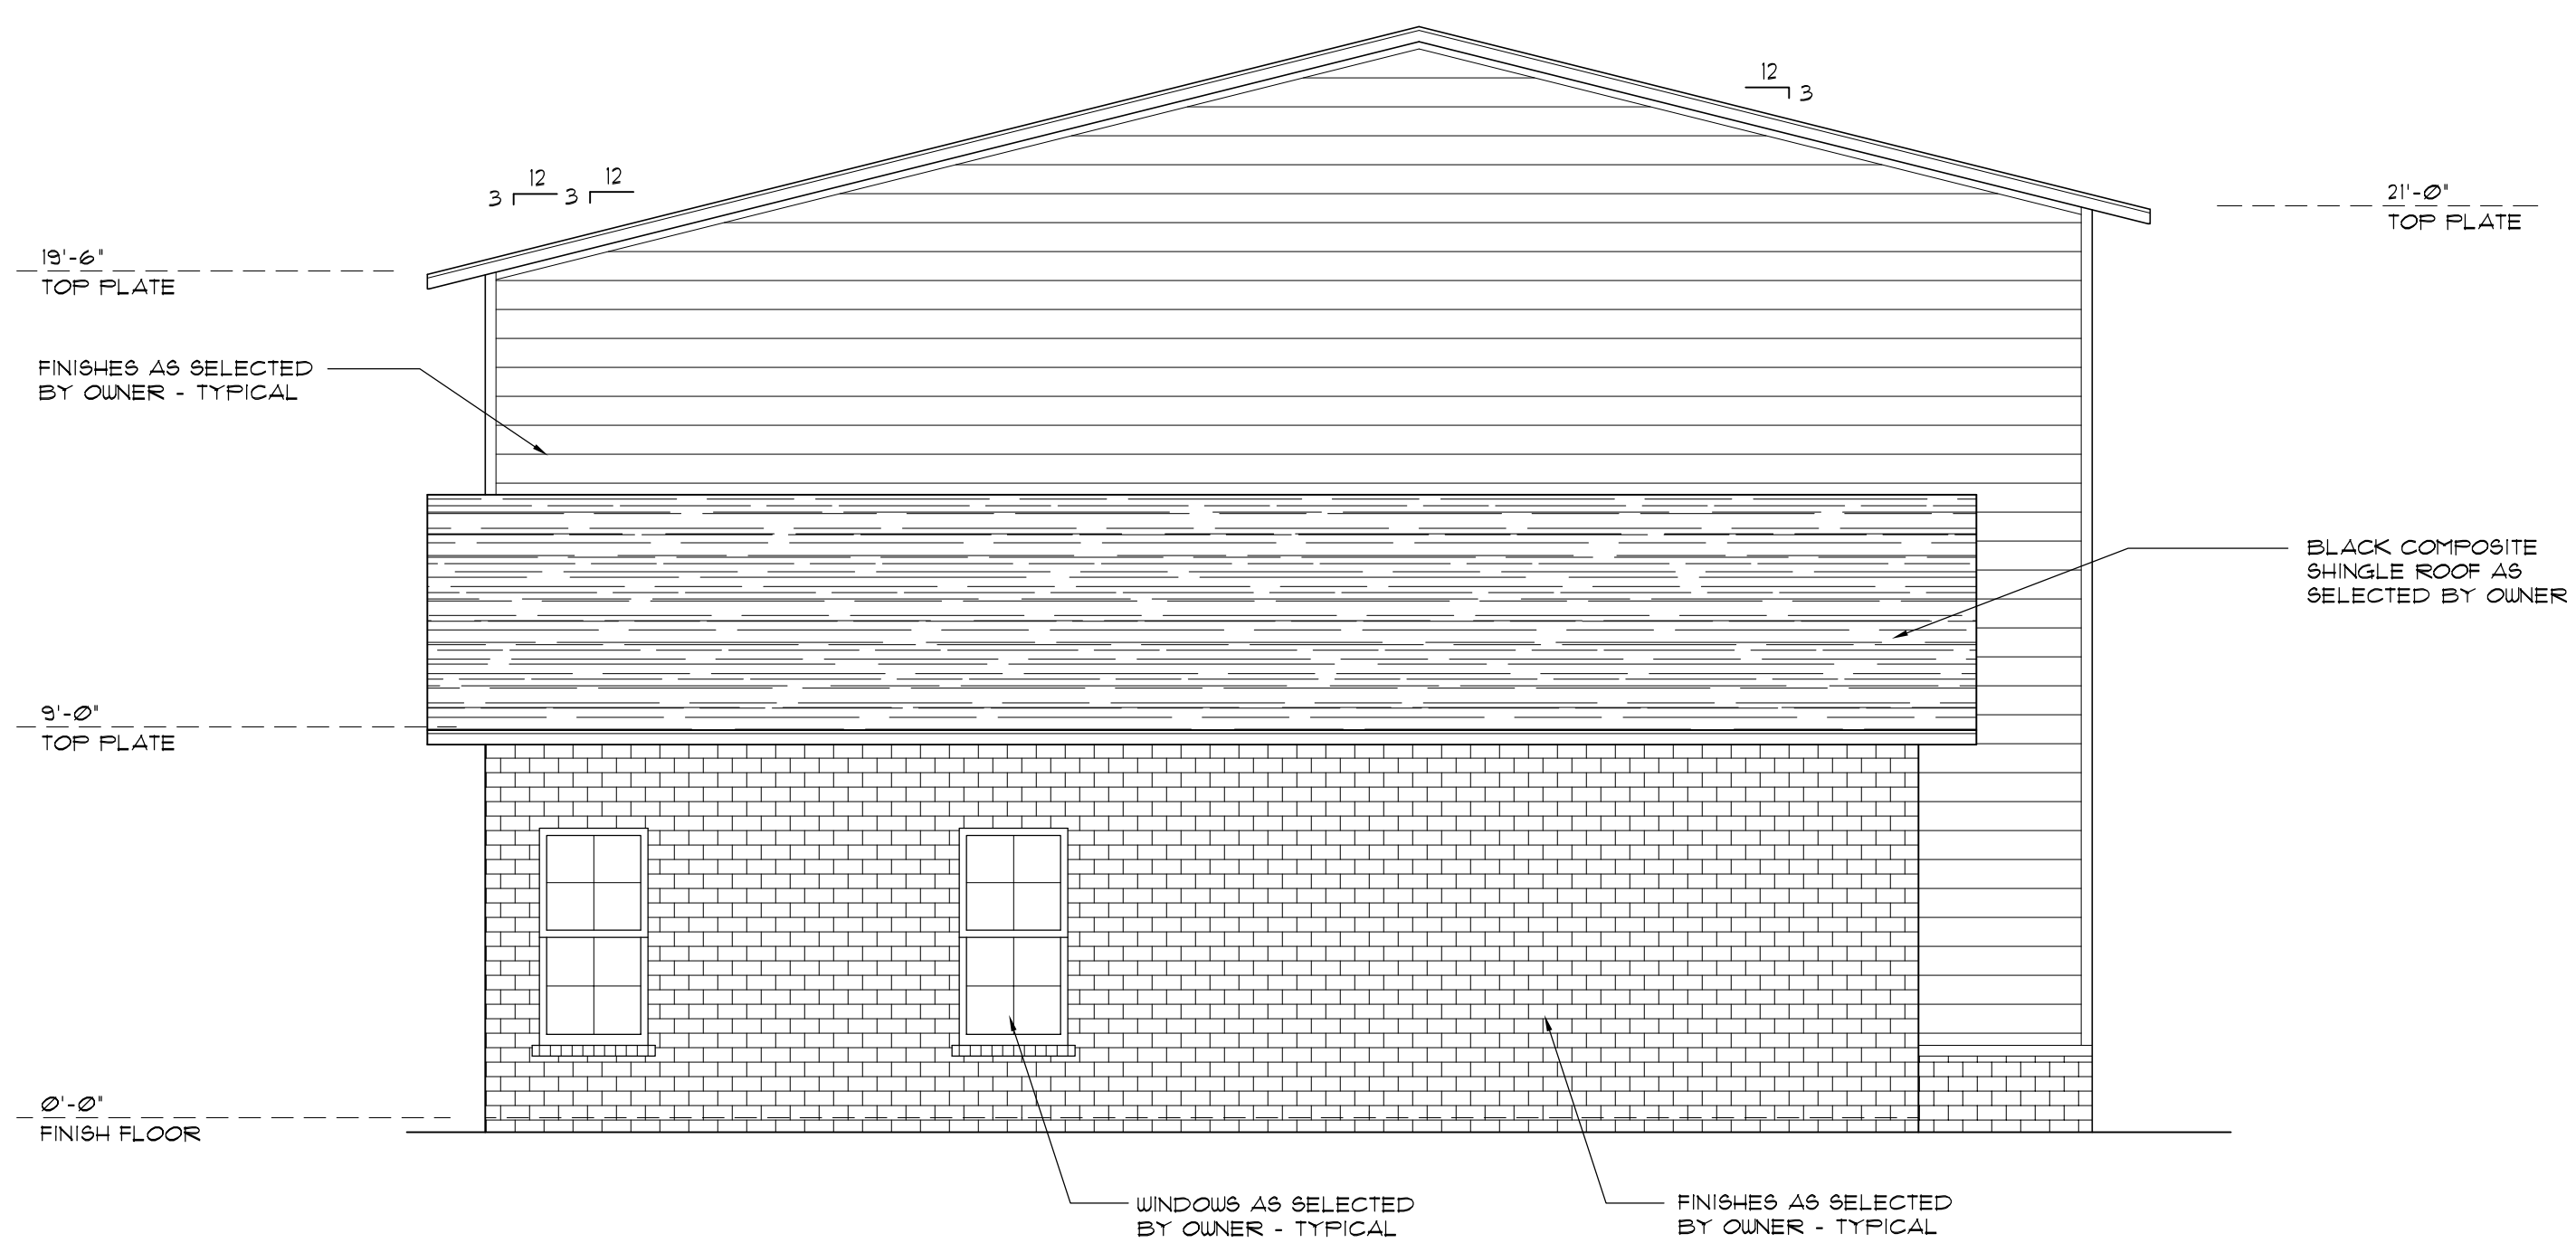 12
3
12
12
3
3
21'-0"
TOP PLATE
19'-6"
TOP PLATE
FINISHES AS SELECTED
BY OWNER - TYPICAL
BLACK COMPOSITE
SHINGLE ROOF AS
SELECTED BY OWNER
9'-0"
TOP PLATE
0'-0"
FINISH FLOOR
WINDOWS AS SELECTED
BY OWNER - TYPICAL
FINISHES AS SELECTED
BY OWNER - TYPICAL